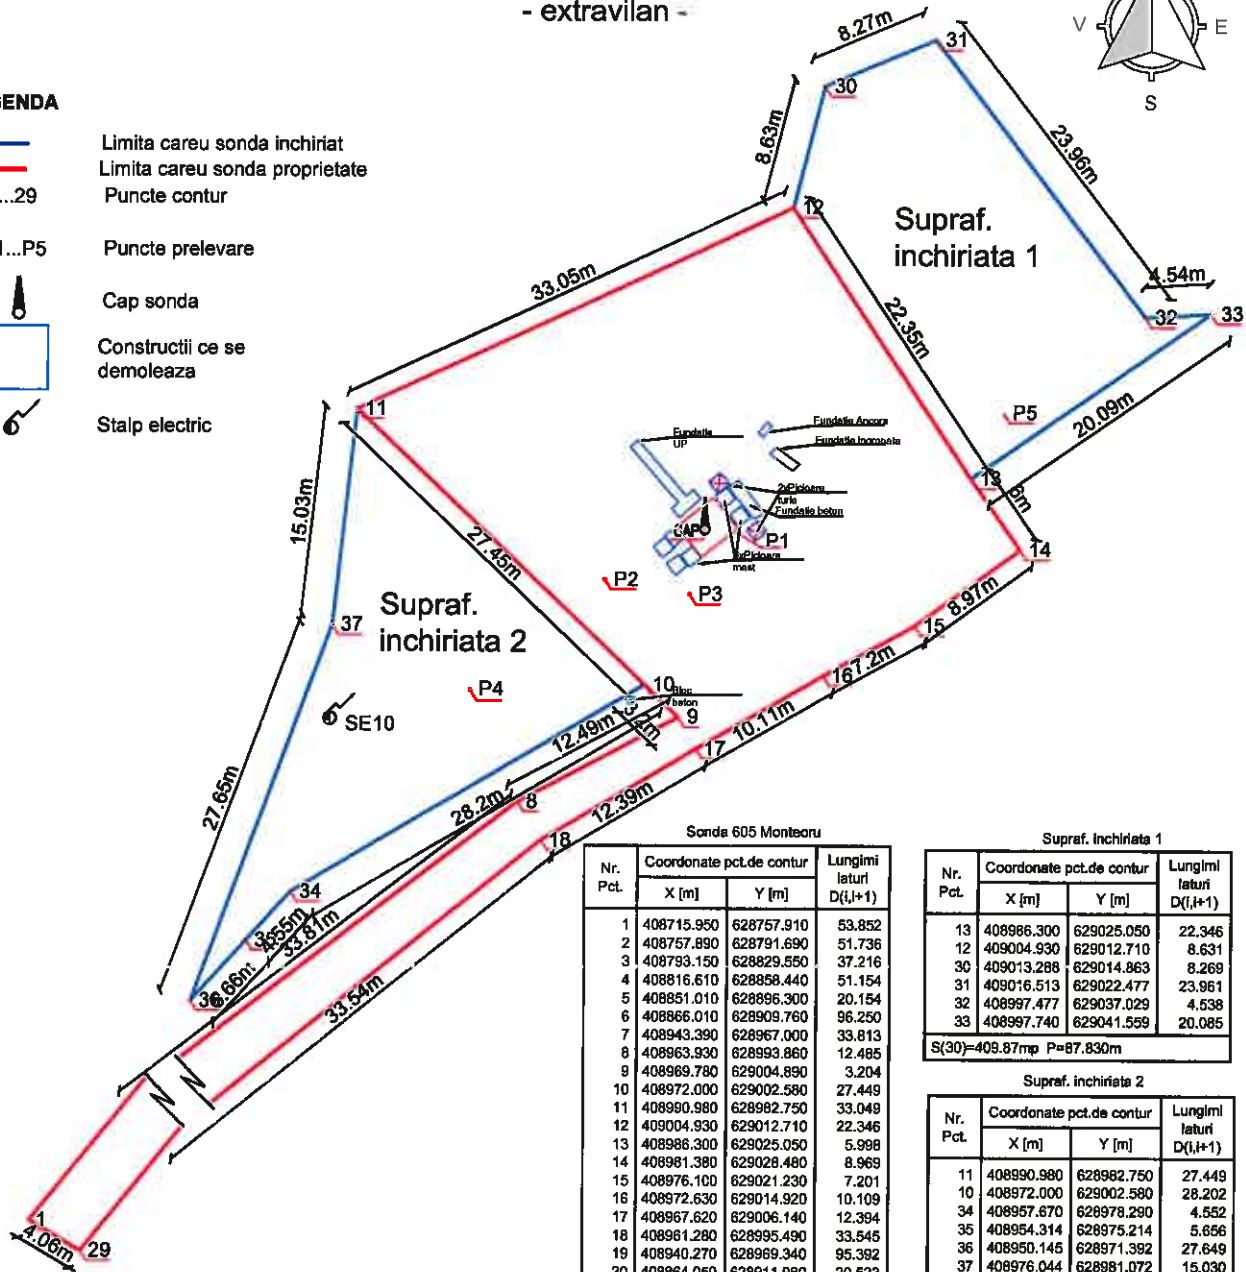 - extravilan -
V
E
S
GENDA
Limita careu sonda inchiriat
Limita careu sonda proprietate
...29
Puncte contur
1...P5
Puncte prelevare
Cap sonda
Constructii ce se
demoleaza
Stalp electric
8.27m
31
30
8.63m
23.96m
12
Supraf.
inchiriata 1
4.54m
32
33
33.05m
22.35m
P5
20.09m
11
13
14
15.03m
27.45m
Fundatie
UP
Fundatie Ancora
2xPicioare
turla
Fundatie beton
P1
mast
P2
P3
8.97m
15
7.2m
16
37
Supraf.
inchiriata 2
P4
SE10
10
Bloc
beton
9
12.49m
10.11m
17
27.65m
28.2m
8
12.39m
18
34
4.55m
33.81m
36
33.54m
N
N
1
4.06m
29
Sonda 605 Monteoru
Nr. Pct. Coordonate pct.de contur Lungimi laturi D(i,i+1)
X [m] Y [m]
1 408715.950 628757.910 53.852
2 408757.890 628791.690 51.736
3 408793.150 628829.550 37.216
4 408816.610 628858.440 51.154
5 408851.010 628896.300 20.154
6 408866.010 628909.760 96.250
7 408943.390 628967.000 33.813
8 408963.930 628993.860 12.485
9 408969.780 629004.890 3.204
10 408972.000 629002.580 27.449
11 408990.980 628982.750 33.049
12 409004.930 629012.710 22.346
13 408986.300 629025.050 5.998
14 408981.380 629028.480 8.969
15 408976.100 629021.230 7.201
16 408972.630 629014.920 10.109
17 408967.620 629006.140 12.394
18 408961.280 628995.490 33.545
19 408940.270 628969.340 95.392
Supraf. inchiriata 1
Nr. Pct. Coordonate pct.de contur Lungimi laturi D(i,i+1)
X [m] Y [m]
13 408986.300 629025.050 22.346
12 409004.930 629012.710 8.631
30 409013.288 629014.863 8.269
31 409016.513 629022.477 23.961
32 408997.477 629037.029 4.538
33 408997.740 629041.559 20.085
S(30)=409.87mp P=87.830m
Supraf. inchiriata 2
Nr. Pct. Coordonate pct.de contur Lungimi laturi D(i,i+1)
X [m] Y [m]
11 408990.980 628982.750 27.449
10 408972.000 629002.580 28.202
34 408957.670 628978.290 4.552
35 408954.314 628975.214 5.656
36 408950.145 628971.392 27.649
37 408976.044 628981.072 15.030